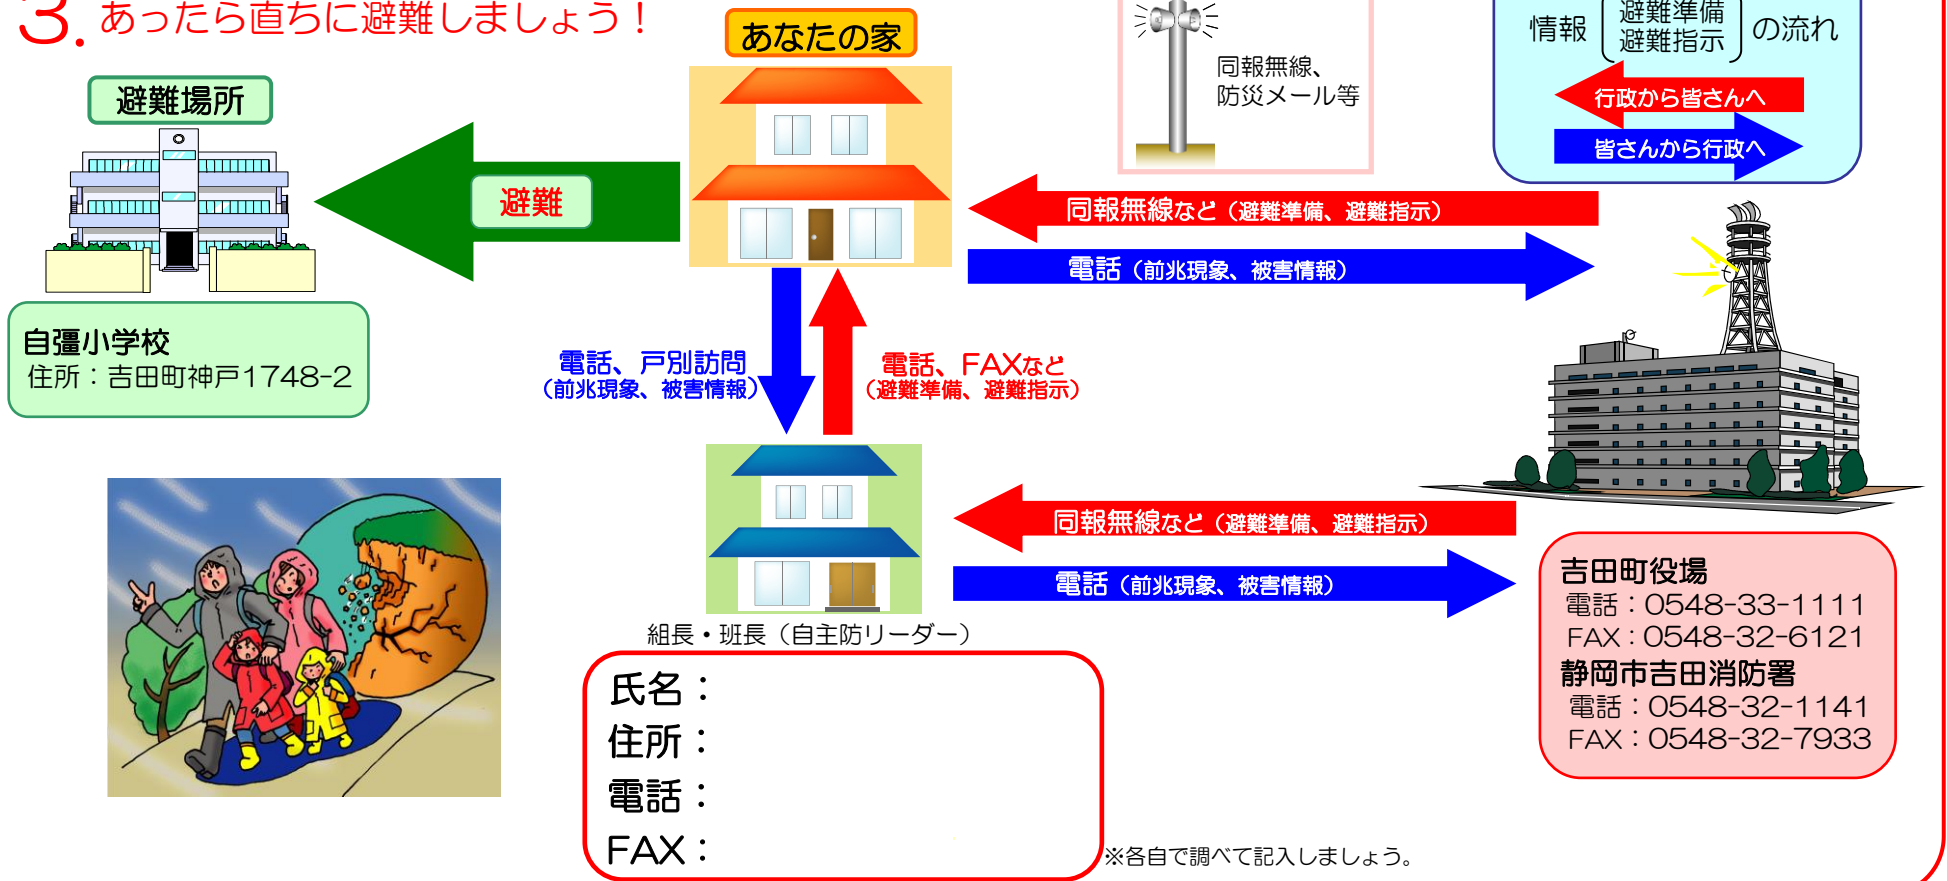 3. あったら直ちに避難しましょう!
あなたの家
避難場所
避難
自彊小学校
住所:吉田町神戸1748-2
同報無線、
防災メール等
情報 避難準備 避難指示 の流れ
行政から皆さんへ
皆さんから行政へ
同報無線など(避難準備、避難指示)
電話(前兆現象、被害情報)
電話、戸別訪問
(前兆現象、被害情報)
電話、FAXなど
(避難準備、避難指示)
同報無線など(避難準備、避難指示)
電話(前兆現象、被害情報)
組長・班長(自主防リーダー)
氏名:
住所:
電話:
FAX:
※各自で調べて記入しましょう。
吉田町役場
電話:0548-33-1111
FAX:0548-32-6121
静岡市吉田消防署
電話:0548-32-1141
FAX:0548-32-7933